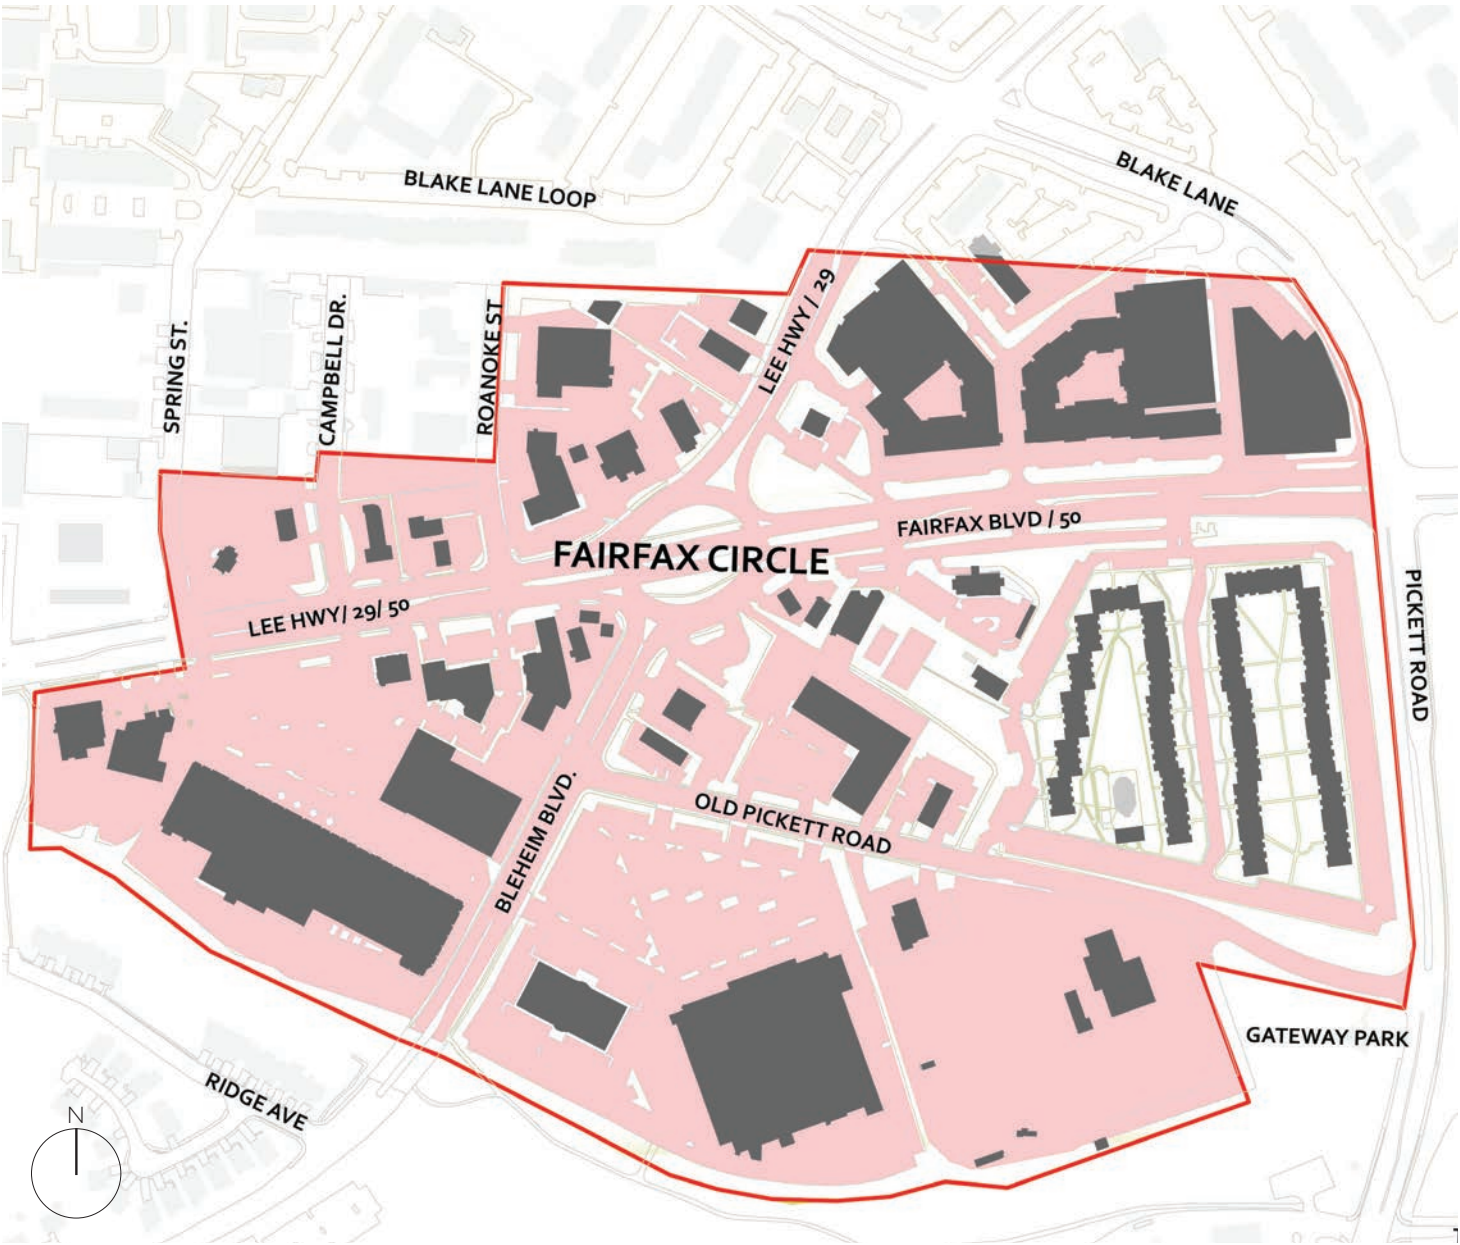 BLAKE LANE
BLAKE LANE LOOP
LEE HWY / 29
SPRING ST.
CAMPBELL DR.
ROANOKE ST
FAIRFAX BLVD / 50
FAIRFAX CIRCLE
LEE HWY/ 29/ 50
PICKETT ROAD
OLD PICKETT ROAD
BLEHEIM BLVD.
GATEWAY PARK
RIDGE AVE
N